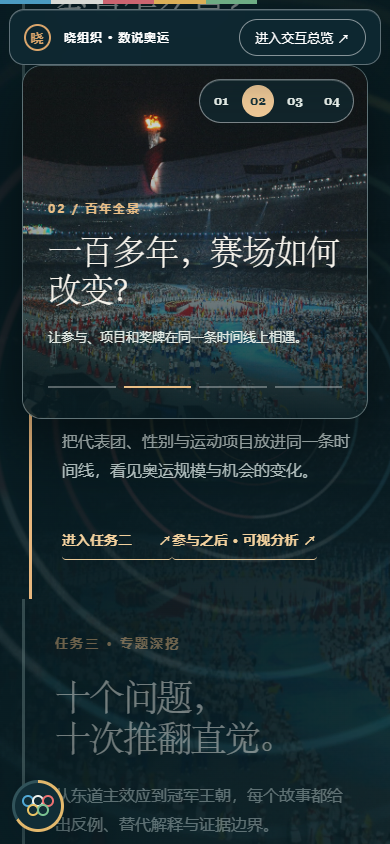 晓
晓组织 • 数说奥运
进入交互总览 ↗
01 02 03 04
02 / 百年全景
一百多年，赛场如何
改变?
让参与、项目和奖牌在同一条时间线上相遇。
把代表团、性别与运动项目放进同一条时
间线，看见奥运规模与机会的变化。
进入任务二 ↗参与之后 • 可视分析 ↗
任务三 • 专题深挖
十个问题，
十次推翻直觉。
从东道主效应到冠军王朝，每个故事都给
出反例、替代解释与证据边界。